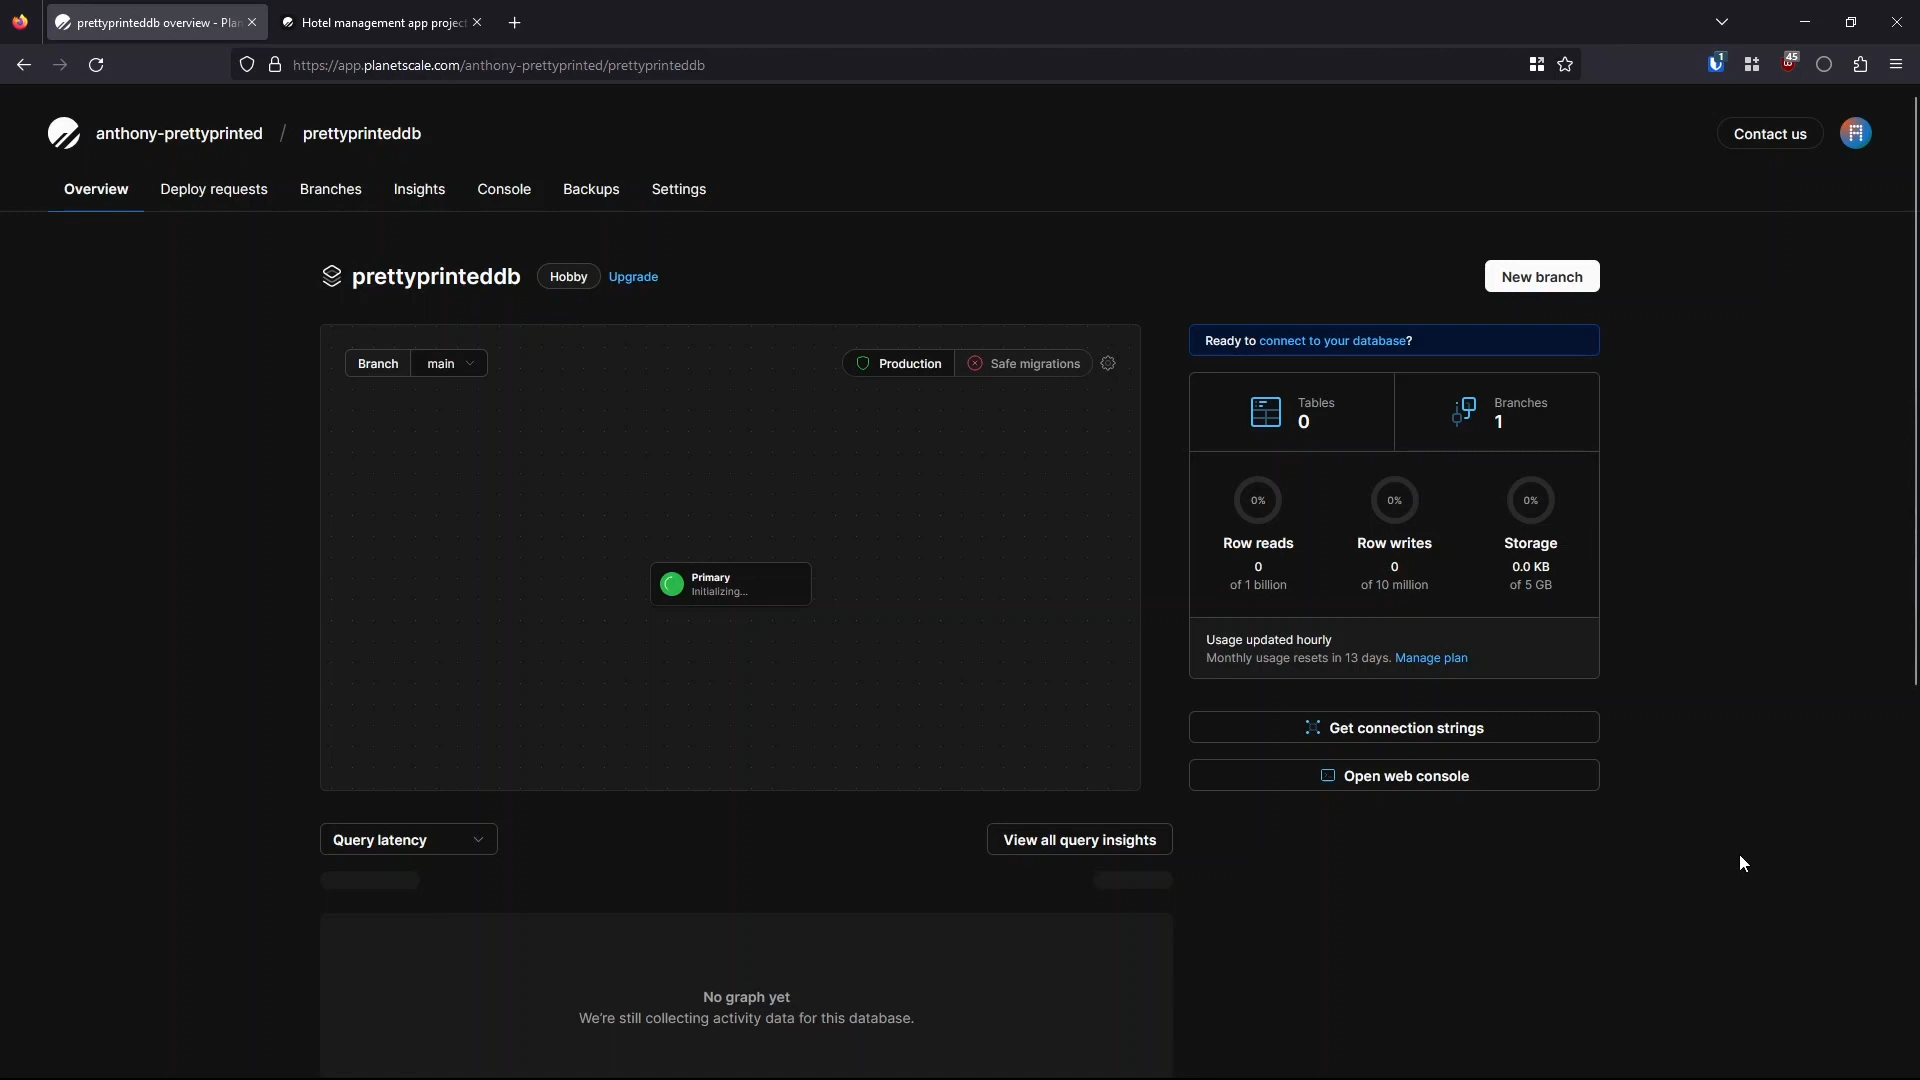 prettyprinteddb overview - Plan
Hotel management app project
https://app.planetscale.com/anthony-prettyprinted/prettyprinteddb
1
45
anthony-prettyprinted / prettyprinteddb
Contact us
Overview
Deploy requests
Branches
Insights
Console
Backups
Settings
prettyprinteddb
Hobby
Upgrade
New branch
Branch
main
Production
Safe migrations
Ready to connect to your database?
Tables
0
Branches
1
0%
0%
0%
Row reads
Row writes
Storage
0
0
0.0 KB
of 1 billion
of 10 million
of 5 GB
Primary
Initializing...
Usage updated hourly
Monthly usage resets in 13 days. Manage plan
Get connection strings
Open web console
Query latency
View all query insights
No graph yet
We're still collecting activity data for this database.